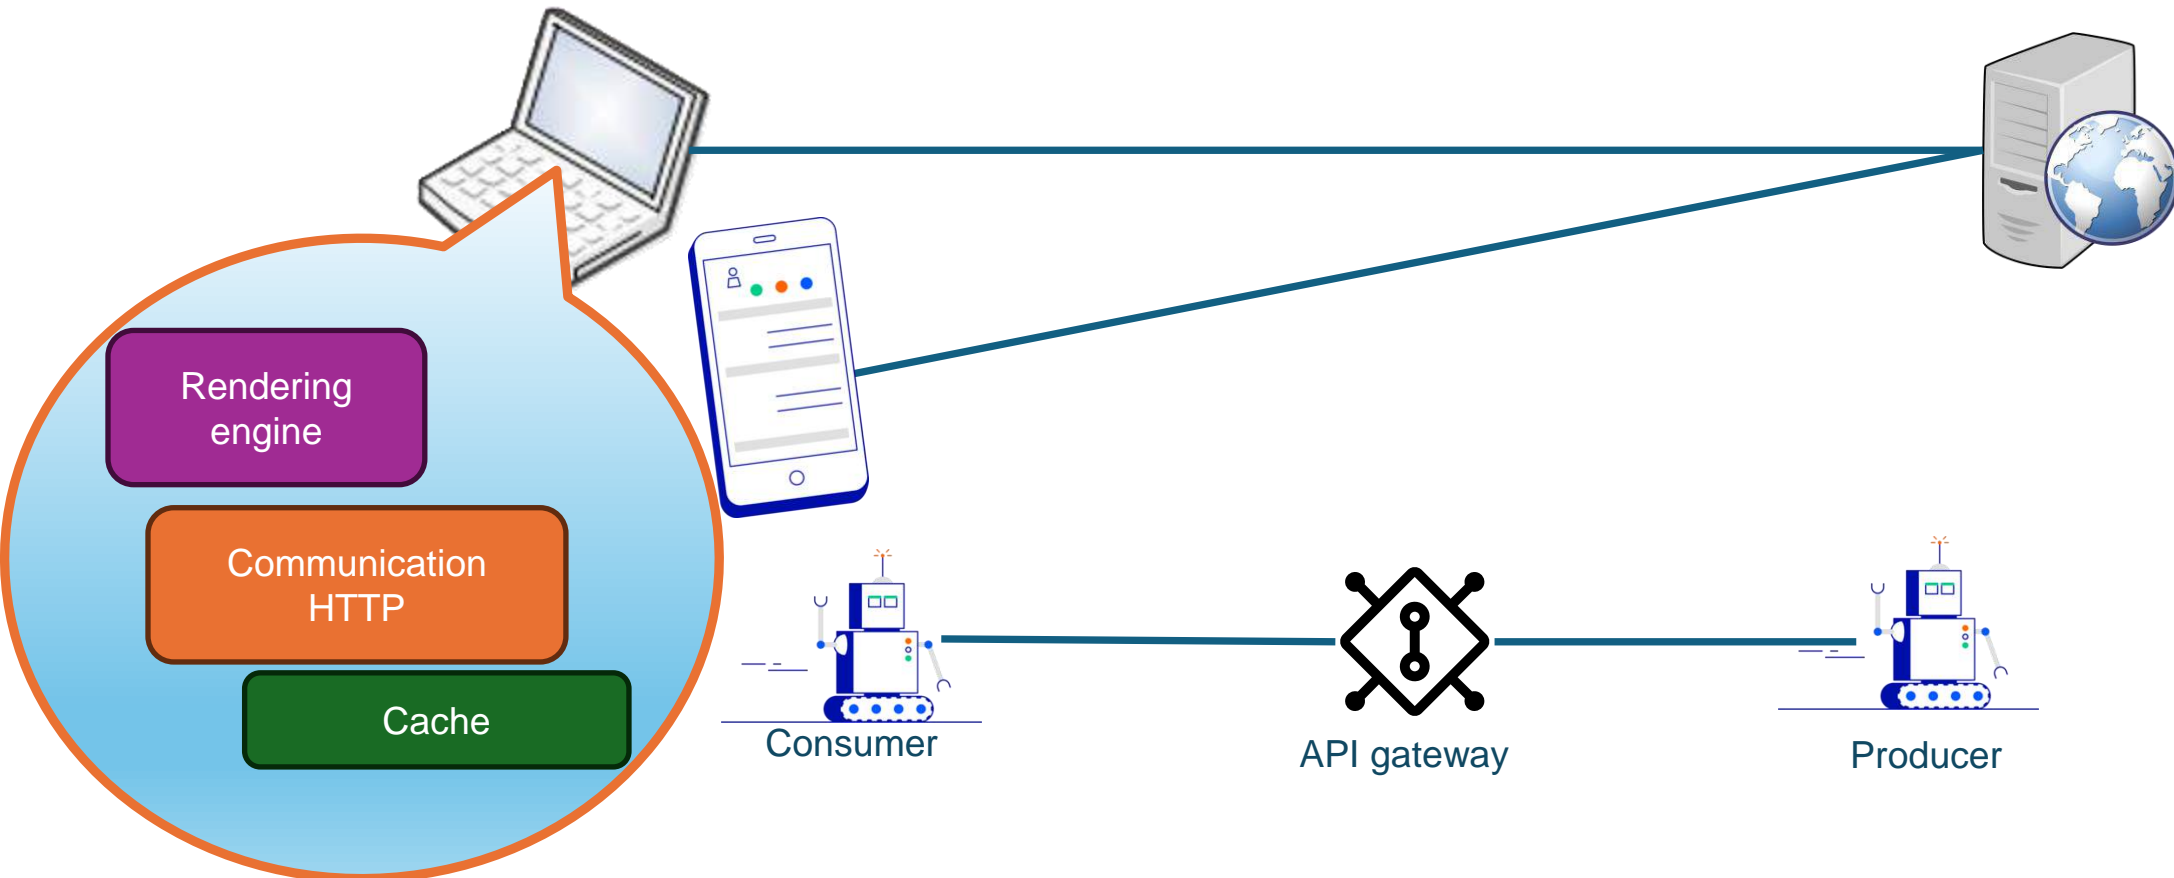 Rendering
engine
Communication
HTTP
Cache
Consumer
API gateway
Producer